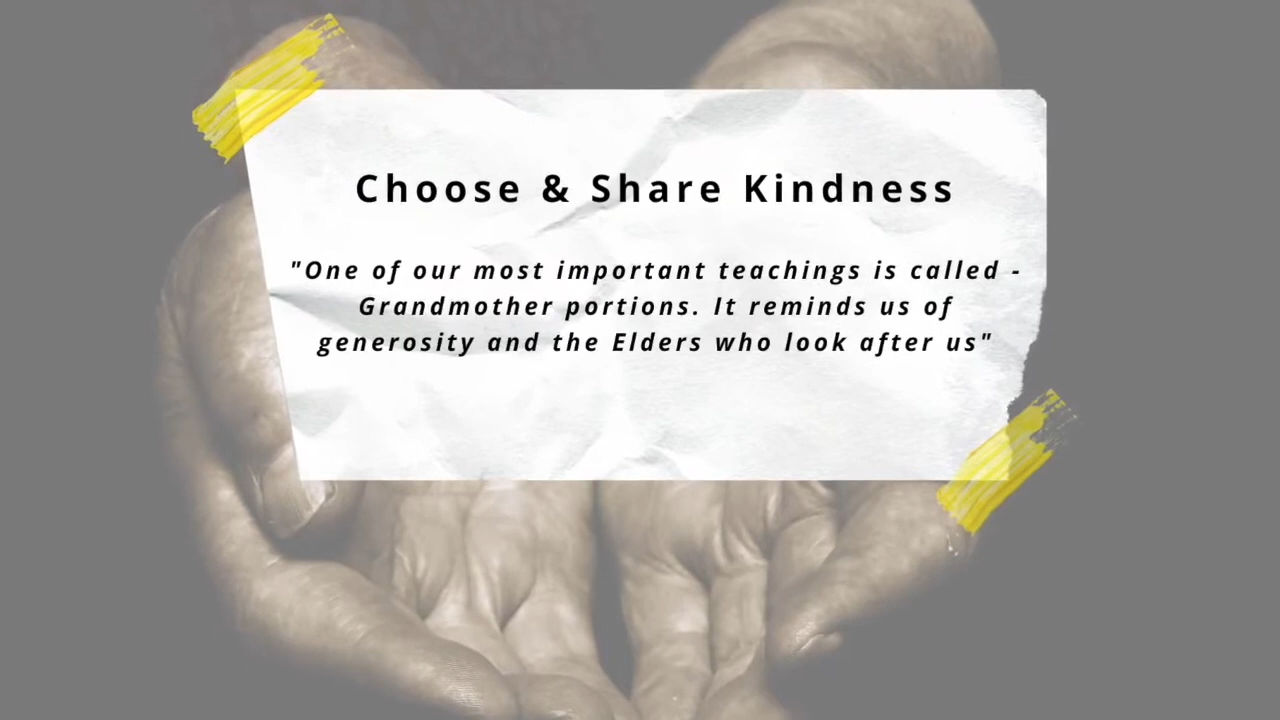 Choose & Share Kindness
"One of our most important teachings is called -
Grandmother portions. It reminds us of
generosity and the Elders who look after us"